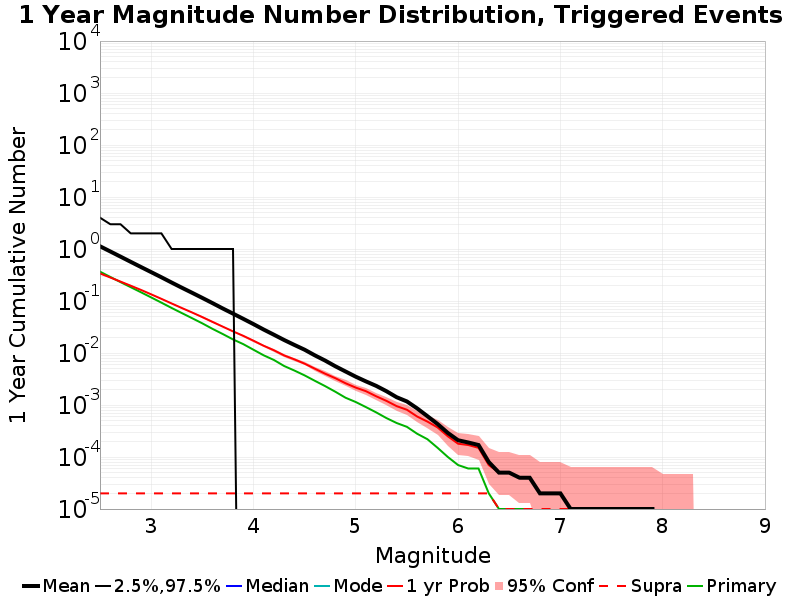 1 Year Magnitude Number Distribution, Triggered Events
1 Year Cumulative Number
10^4
10^3
10^2
10^1
10^0
10^-1
10^-2
10^-3
10^-4
10^-5
3 4 5 6 7 8 9
Magnitude
Mean 2.5%,97.5% Median Mode 1 yr Prob 95% Conf Supra Primary